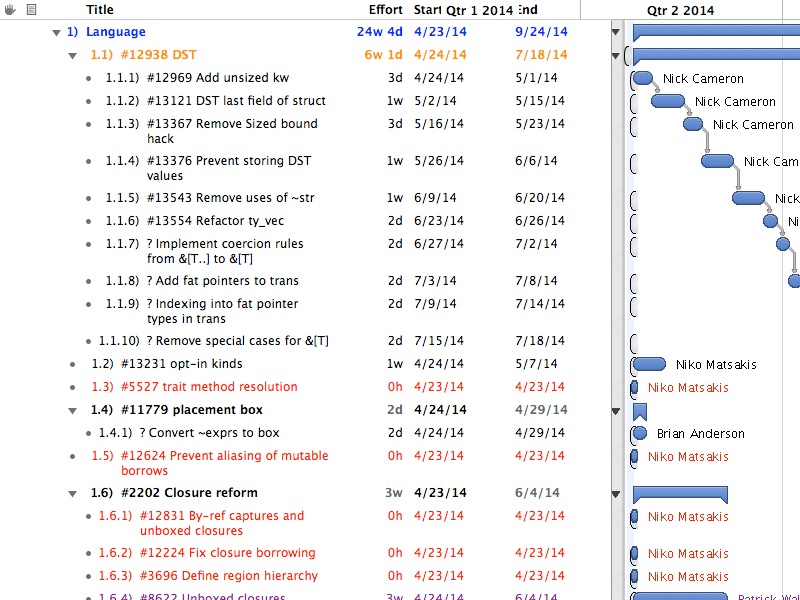 Title Effort Start Qtr 1 2014 End Qtr 2 2014
1) Language 24w 4d 4/23/14 9/24/14
1.1) #12938 DST 6w 1d 4/24/14 7/18/14
1.1.1) #12969 Add unsized kw 3d 4/24/14 5/1/14 Nick Cameron
1.1.2) #13121 DST last field of struct 1w 5/2/14 5/15/14 Nick Cameron
1.1.3) #13367 Remove Sized bound 3d 5/16/14 5/23/14 Nick Cameron
hack
1.1.4) #13376 Prevent storing DST 1w 5/26/14 6/6/14 Nick Cam
values
1.1.5) #13543 Remove uses of ~str 1w 6/9/14 6/20/14 Nick
1.1.6) #13554 Refactor ty_vec 2d 6/23/14 6/26/14 Ni
1.1.7) ? Implement coercion rules 2d 6/27/14 7/2/14
from &[T..] to &[T]
1.1.8) ? Add fat pointers to trans 2d 7/3/14 7/8/14
1.1.9) ? Indexing into fat pointer 2d 7/9/14 7/14/14
types in trans
1.1.10) ? Remove special cases for &[T] 2d 7/15/14 7/18/14
1.2) #13231 opt-in kinds 1w 4/24/14 5/7/14 Niko Matsakis
1.3) #5527 trait method resolution 0h 4/23/14 4/23/14 Niko Matsakis
1.4) #11779 placement box 2d 4/24/14 4/29/14
1.4.1) ? Convert ~exprs to box 2d 4/24/14 4/29/14 Brian Anderson
1.5) #12624 Prevent aliasing of mutable 0h 4/23/14 4/23/14 Niko Matsakis
borrows
1.6) #2202 Closure reform 3w 4/23/14 6/4/14
1.6.1) #12831 By-ref captures and 0h 4/23/14 4/23/14 Niko Matsakis
unboxed closures
1.6.2) #12224 Fix closure borrowing 0h 4/23/14 4/23/14 Niko Matsakis
1.6.3) #3696 Define region hierarchy 0h 4/23/14 4/23/14 Niko Matsakis
1.6.4) #8622 Unboxed closures 3w 4/24/14 6/4/14 Patrick Wal